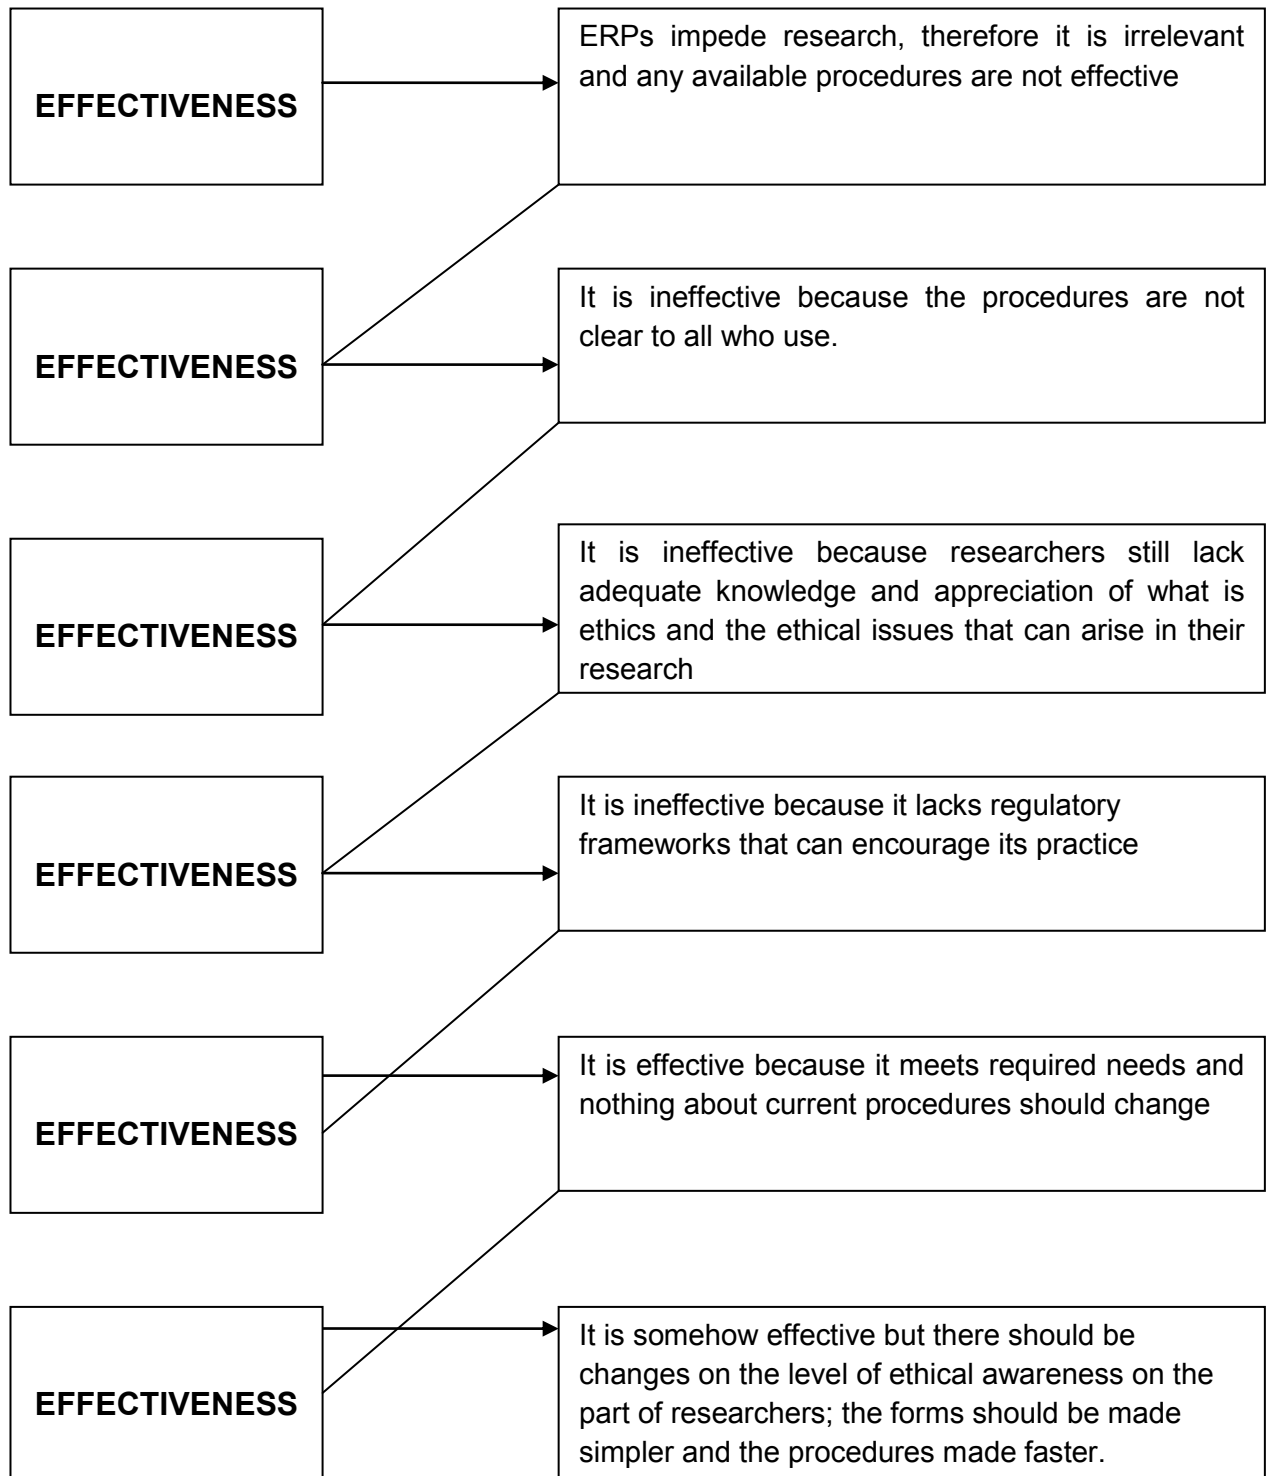 EFFECTIVENESS
ERPs impede research, therefore it is irrelevant
and any available procedures are not effective
EFFECTIVENESS
It is ineffective because the procedures are not
clear to all who use.
EFFECTIVENESS
It is ineffective because researchers still lack
adequate knowledge and appreciation of what is
ethics and the ethical issues that can arise in their
research
EFFECTIVENESS
It is ineffective because it lacks regulatory
frameworks that can encourage its practice
EFFECTIVENESS
It is effective because it meets required needs and
nothing about current procedures should change
EFFECTIVENESS
It is somehow effective but there should be
changes on the level of ethical awareness on the
part of researchers; the forms should be made
simpler and the procedures made faster.